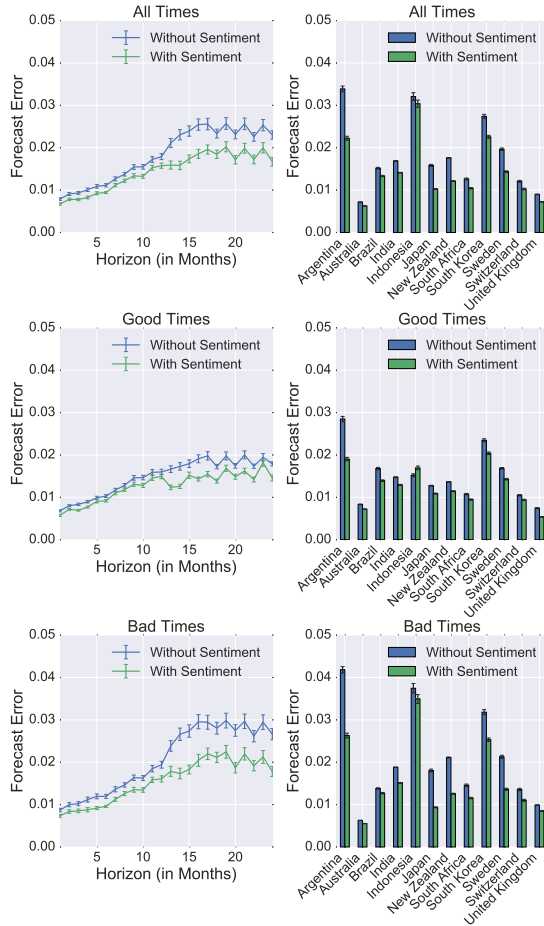 All Times
Forecast Error
0.05
0.04
0.03
0.02
0.01
0.00
Without Sentiment
With Sentiment
5
10
15
20
Horizon (in Months)
All Times
Forecast Error
0.05
0.04
0.03
0.02
0.01
0.00
Without Sentiment
With Sentiment
Argentina
Australia
Brazil
India
Indonesia
Japan
New Zealand
South Africa
South Korea
Sweden
Switzerland
United Kingdom
Good Times
Forecast Error
0.05
0.04
0.03
0.02
0.01
0.00
Without Sentiment
With Sentiment
5
10
15
20
Horizon (in Months)
Good Times
Forecast Error
0.05
0.04
0.03
0.02
0.01
0.00
Without Sentiment
With Sentiment
Argentina
Australia
Brazil
India
Indonesia
Japan
New Zealand
South Africa
South Korea
Sweden
Switzerland
United Kingdom
Bad Times
Forecast Error
0.05
0.04
0.03
0.02
0.01
0.00
Without Sentiment
With Sentiment
5
10
15
20
Horizon (in Months)
Bad Times
Forecast Error
0.05
0.04
0.03
0.02
0.01
0.00
Without Sentiment
With Sentiment
Argentina
Australia
Brazil
India
Indonesia
Japan
New Zealand
South Africa
South Korea
Sweden
Switzerland
United Kingdom